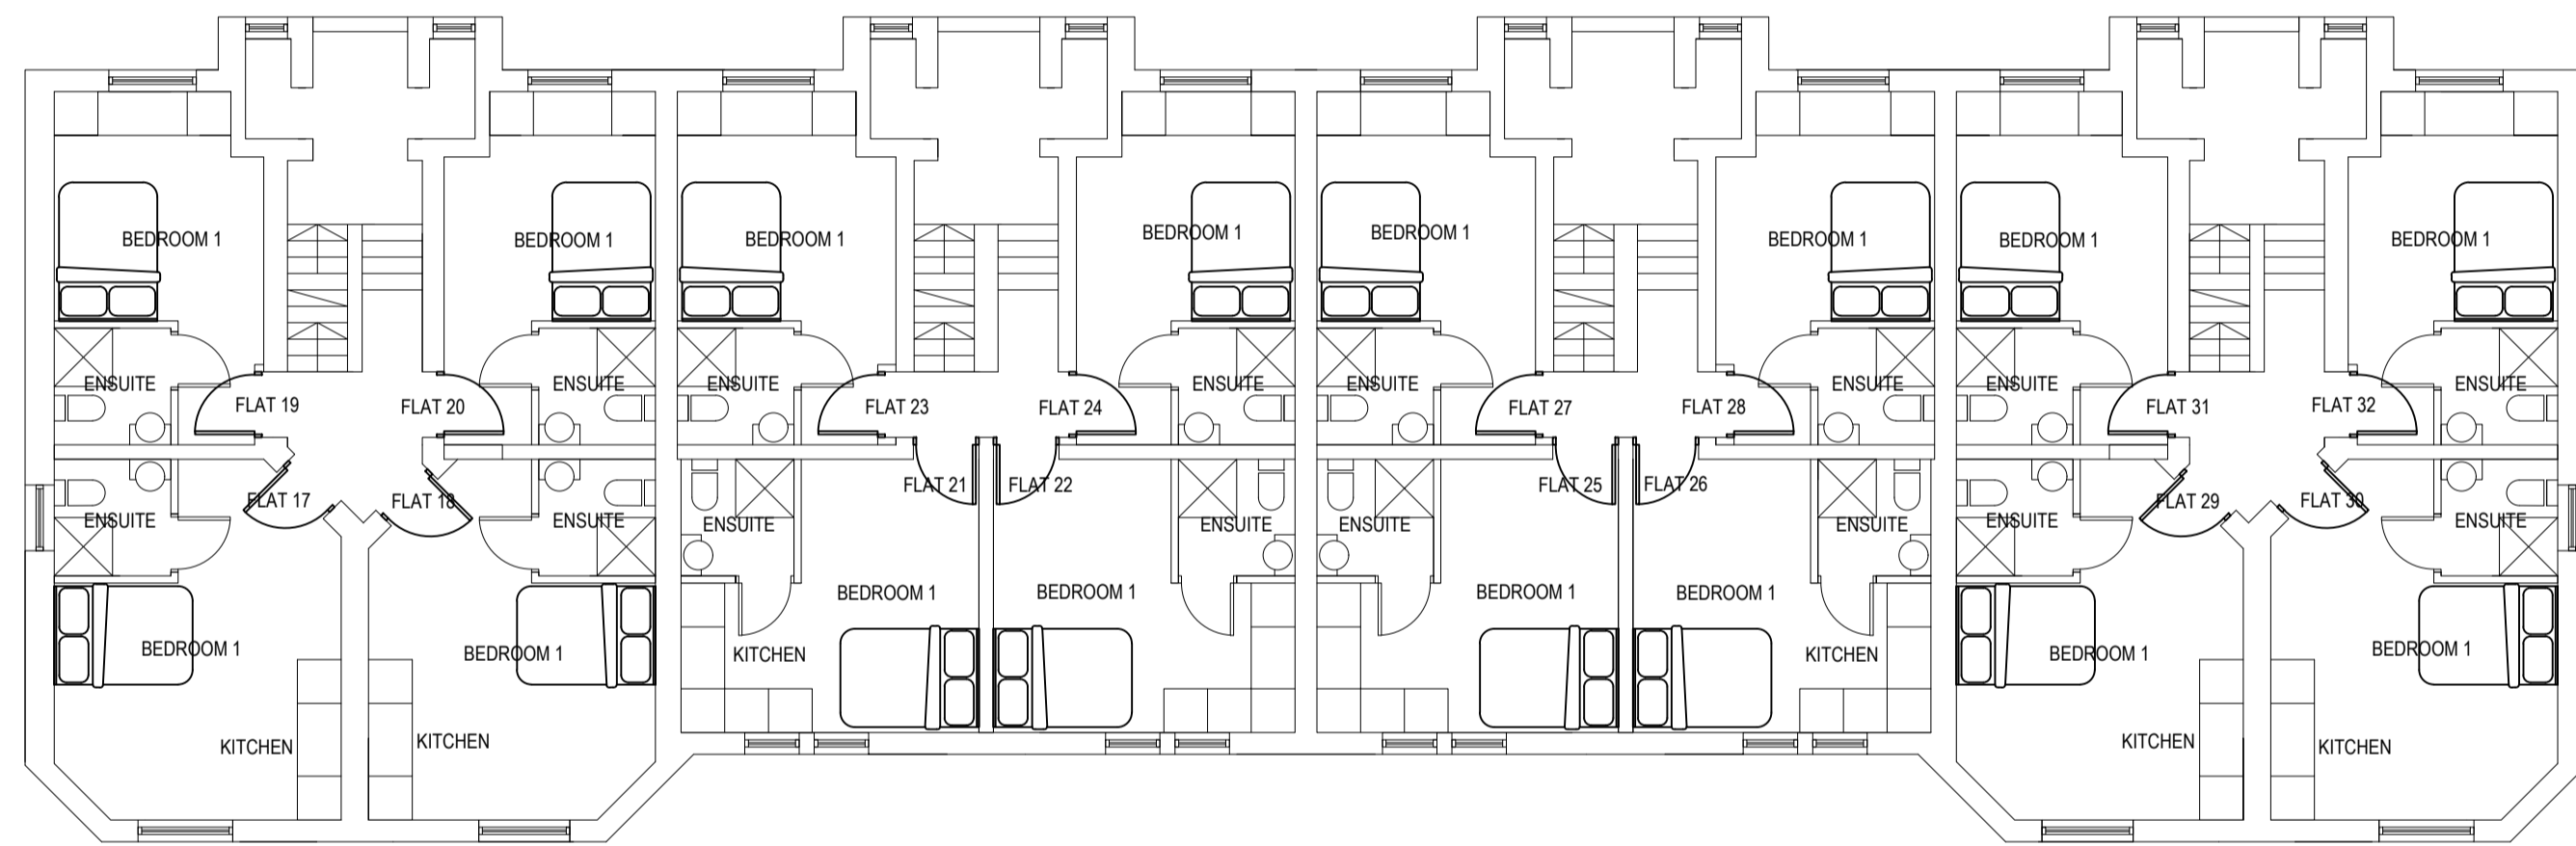 BEDROOM 1
BEDROOM 1
BEDROOM 1
BEDROOM 1
BEDROOM 1
BEDROOM 1
BEDROOM 1
BEDROOM 1
ENSUITE
ENSUITE
ENSUITE
ENSUITE
ENSUITE
ENSUITE
ENSUITE
ENSUITE
FLAT 19
FLAT 20
FLAT 23
FLAT 24
FLAT 27
FLAT 28
FLAT 31
FLAT 32
FLAT 17
FLAT 18
FLAT 21
FLAT 22
FLAT 25
FLAT 26
FLAT 29
FLAT 30
ENSUITE
ENSUITE
ENSUITE
ENSUITE
ENSUITE
ENSUITE
ENSUITE
ENSUITE
BEDROOM 1
BEDROOM 1
BEDROOM 1
BEDROOM 1
BEDROOM 1
BEDROOM 1
BEDROOM 1
BEDROOM 1
KITCHEN
KITCHEN
KITCHEN
KITCHEN
KITCHEN
KITCHEN